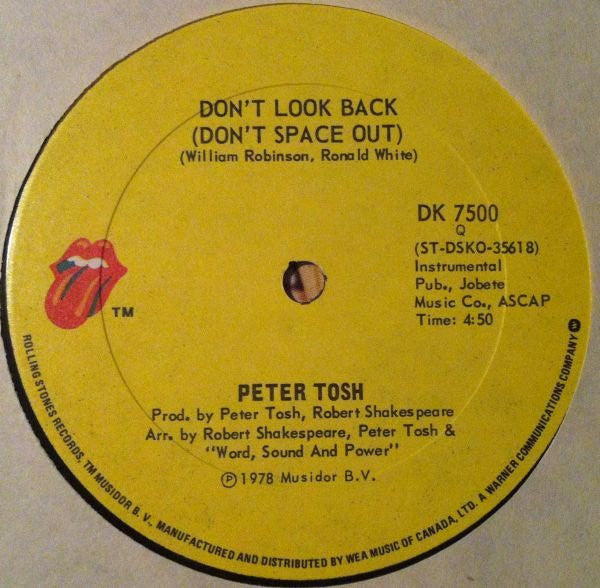 DON'T LOOK BACK
(DON'T SPACE OUT)
(William Robinson, Ronald White)
DK 7500
Q
(ST-DSKO-35618)
Instrumental
Pub., Jobete
Music Co., ASCAP
Time: 4:50
TM
PETER TOSH
Prod. by Peter Tosh, Robert Shakespeare
Arr. by Robert Shakespeare, Peter Tosh &
"Word, Sound And Power"
Ⓟ 1978 Musidor B.V.
ROLLING STONES RECORDS, TM MUSIDOR B. V., MANUFACTURED AND DISTRIBUTED BY WEA MUSIC OF CANADA, LTD. A WARNER COMMUNICATIONS COMPANY